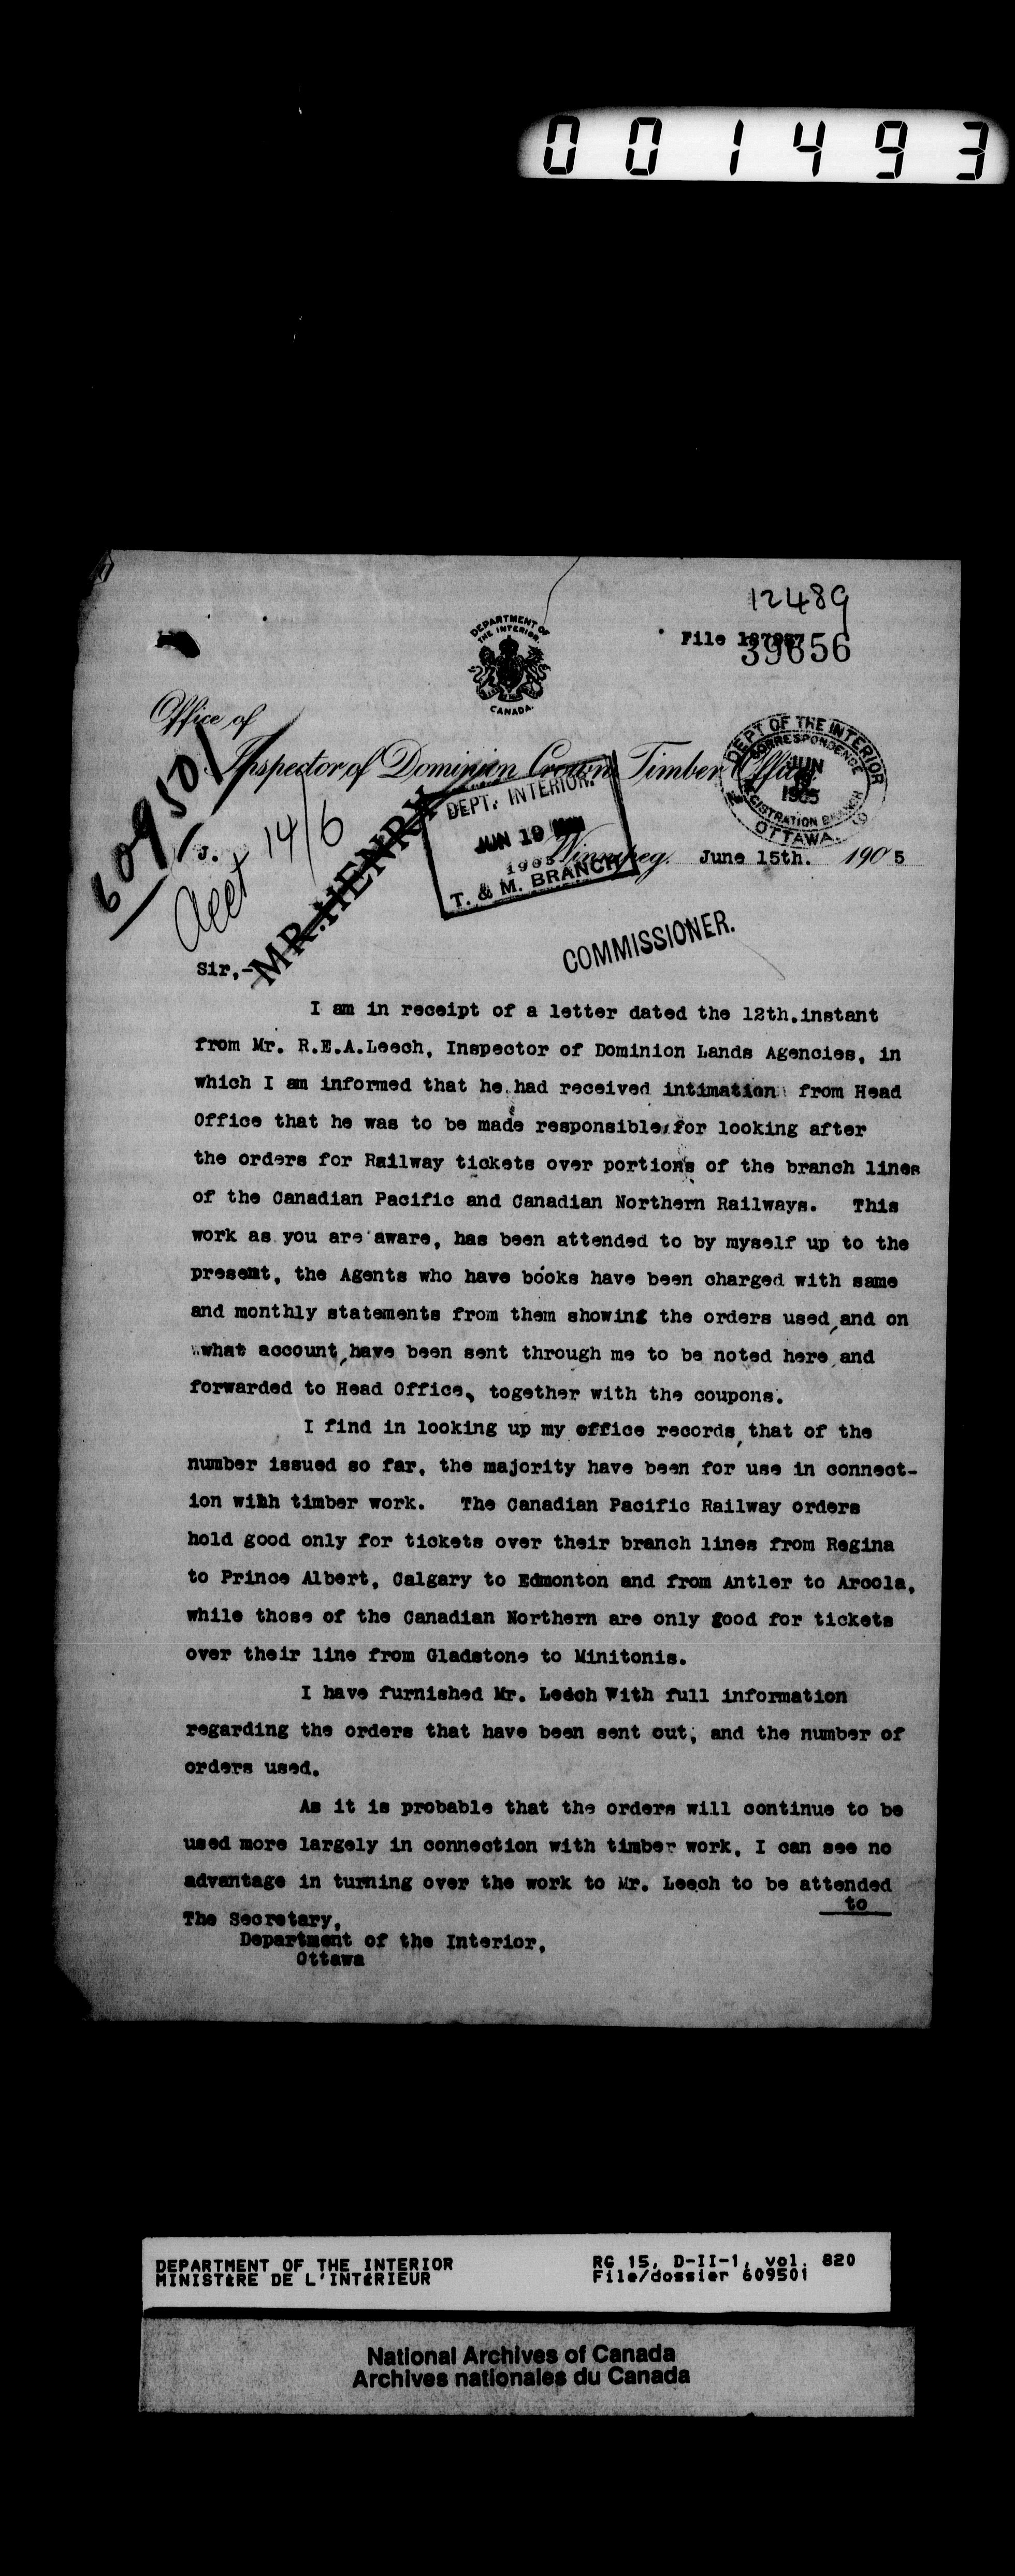 001493
12489
File
39656
DEPARTMENT OF
THE INTERIOR.
CANADA.
Office of
Inspector of Dominion Crown Timber Offices
609501
DEPT OF THE INTERIOR
CORRESPONDENCE
JUN
1905
REGISTRATION BRANCH
OTTAWA
DEPT. INTERIOR.
JUN 19
1905
T. & M. BRANCH
J.
14/6
MR. HENRY
Winnipeg. June 15th. 1905
COMMISSIONER.
Sir,-
I am in receipt of a letter dated the 12th.instant
from Mr. R.E.A.Leech, Inspector of Dominion Lands Agencies, in
which I am informed that he had received intimation from Head
Office that he was to be made responsible for looking after
the orders for Railway tickets over portions of the branch lines
of the Canadian Pacific and Canadian Northern Railways. This
work as you are aware, has been attended to by myself up to the
present, the Agents who have books have been charged with same
and monthly statements from them showing the orders used, and on
what account, have been sent through me to be noted here and
forwarded to Head Office, together with the coupons.
I find in looking up my office records, that of the
number issued so far, the majority have been for use in connect-
ion with timber work. The Canadian Pacific Railway orders
hold good only for tickets over their branch lines from Regina
to Prince Albert, Calgary to Edmonton and from Antler to Arcola,
while those of the Canadian Northern are only good for tickets
over their line from Gladstone to Minitonis.
I have furnished Mr. Leech With full information
regarding the orders that have been sent out, and the number of
orders used.
As it is probable that the orders will continue to be
used more largely in connection with timber work, I can see no
advantage in turning over the work to Mr. Leech to be attended
to
The Secretary,
Department of the Interior,
Ottawa
DEPARTMENT OF THE INTERIOR
MINISTÈRE DE L'INTÉRIEUR
RG 15, D-II-1, vol. 820
File/dossier 609501
National Archives of Canada
Archives nationales du Canada